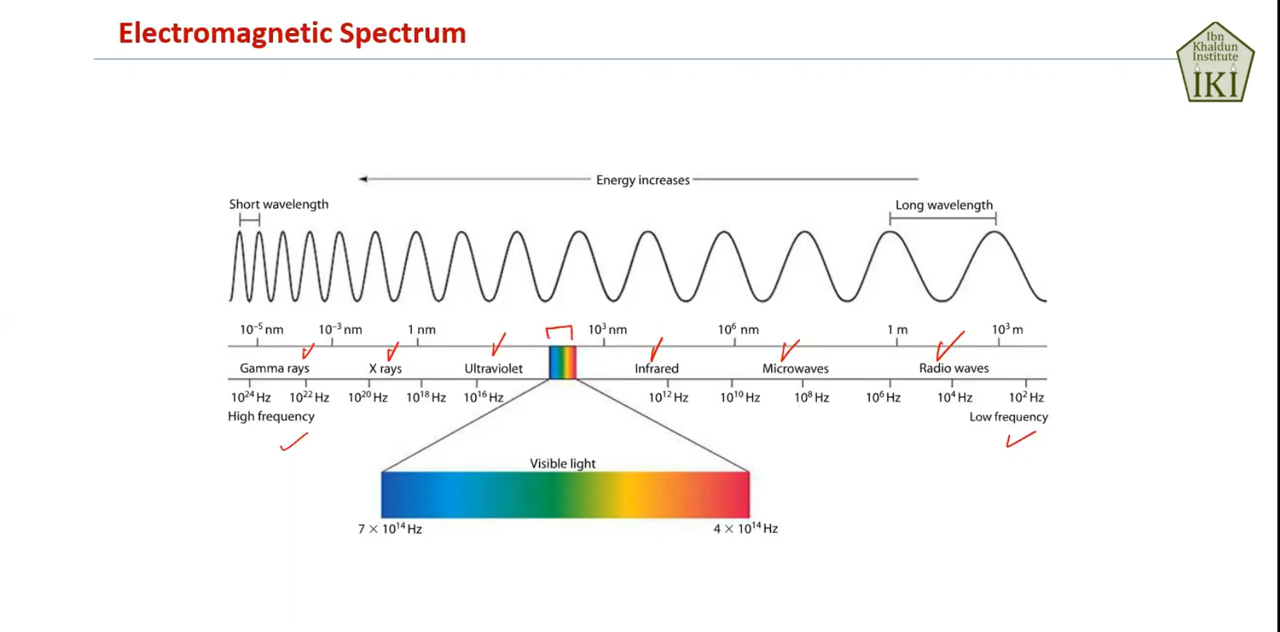 Electromagnetic Spectrum
Ibn
Khaldun
Institute
IKI
Energy increases
Short wavelength
Long wavelength
10⁻⁵ nm 10⁻³ nm 1 nm 10³ nm 10⁶ nm 1 m 10³ m
Gamma rays X rays Ultraviolet Infrared Microwaves Radio waves
10²⁴ Hz 10²² Hz 10²⁰ Hz 10¹⁸ Hz 10¹⁶ Hz 10¹² Hz 10¹⁰ Hz 10⁸ Hz 10⁶ Hz 10⁴ Hz 10² Hz
High frequency Low frequency
Visible light
7 × 10¹⁴ Hz 4 × 10¹⁴ Hz